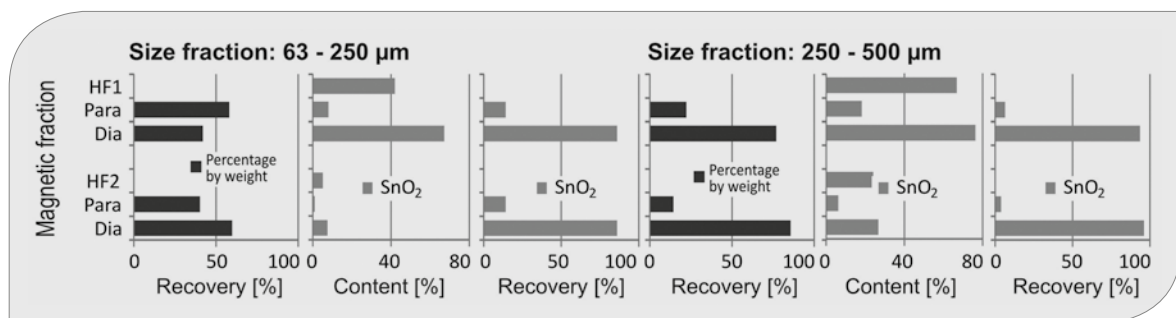 Size fraction: 63 - 250 µm
Size fraction: 250 - 500 µm
Magnetic fraction
HF1
Para
Dia
HF2
Para
Dia
Percentage
by weight
SnO₂
SnO₂
Percentage
by weight
SnO₂
SnO₂
0 50 100
0 40 80
0 50 100
0 50 100
0 40 80
0 50 100
Recovery [%]
Content [%]
Recovery [%]
Recovery [%]
Content [%]
Recovery [%]